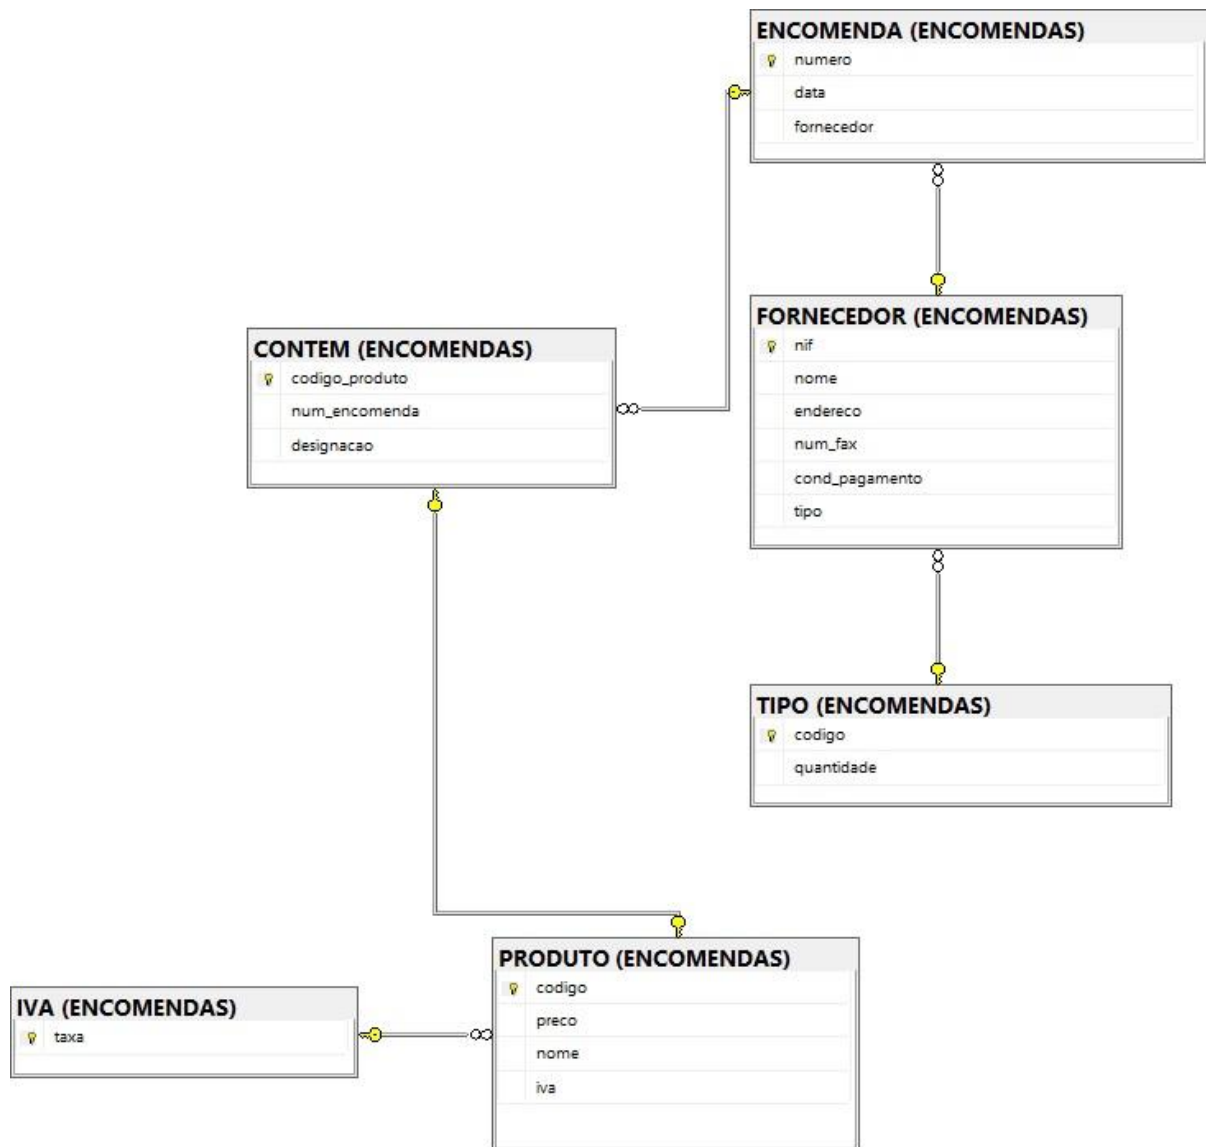 ENCOMENDA (ENCOMENDAS)
numero
data
fornecedor
FORNECEDOR (ENCOMENDAS)
nif
nome
endereco
num_fax
cond_pagamento
tipo
CONTEM (ENCOMENDAS)
codigo_produto
num_encomenda
designacao
TIPO (ENCOMENDAS)
codigo
quantidade
PRODUTO (ENCOMENDAS)
codigo
preco
nome
iva
IVA (ENCOMENDAS)
taxa